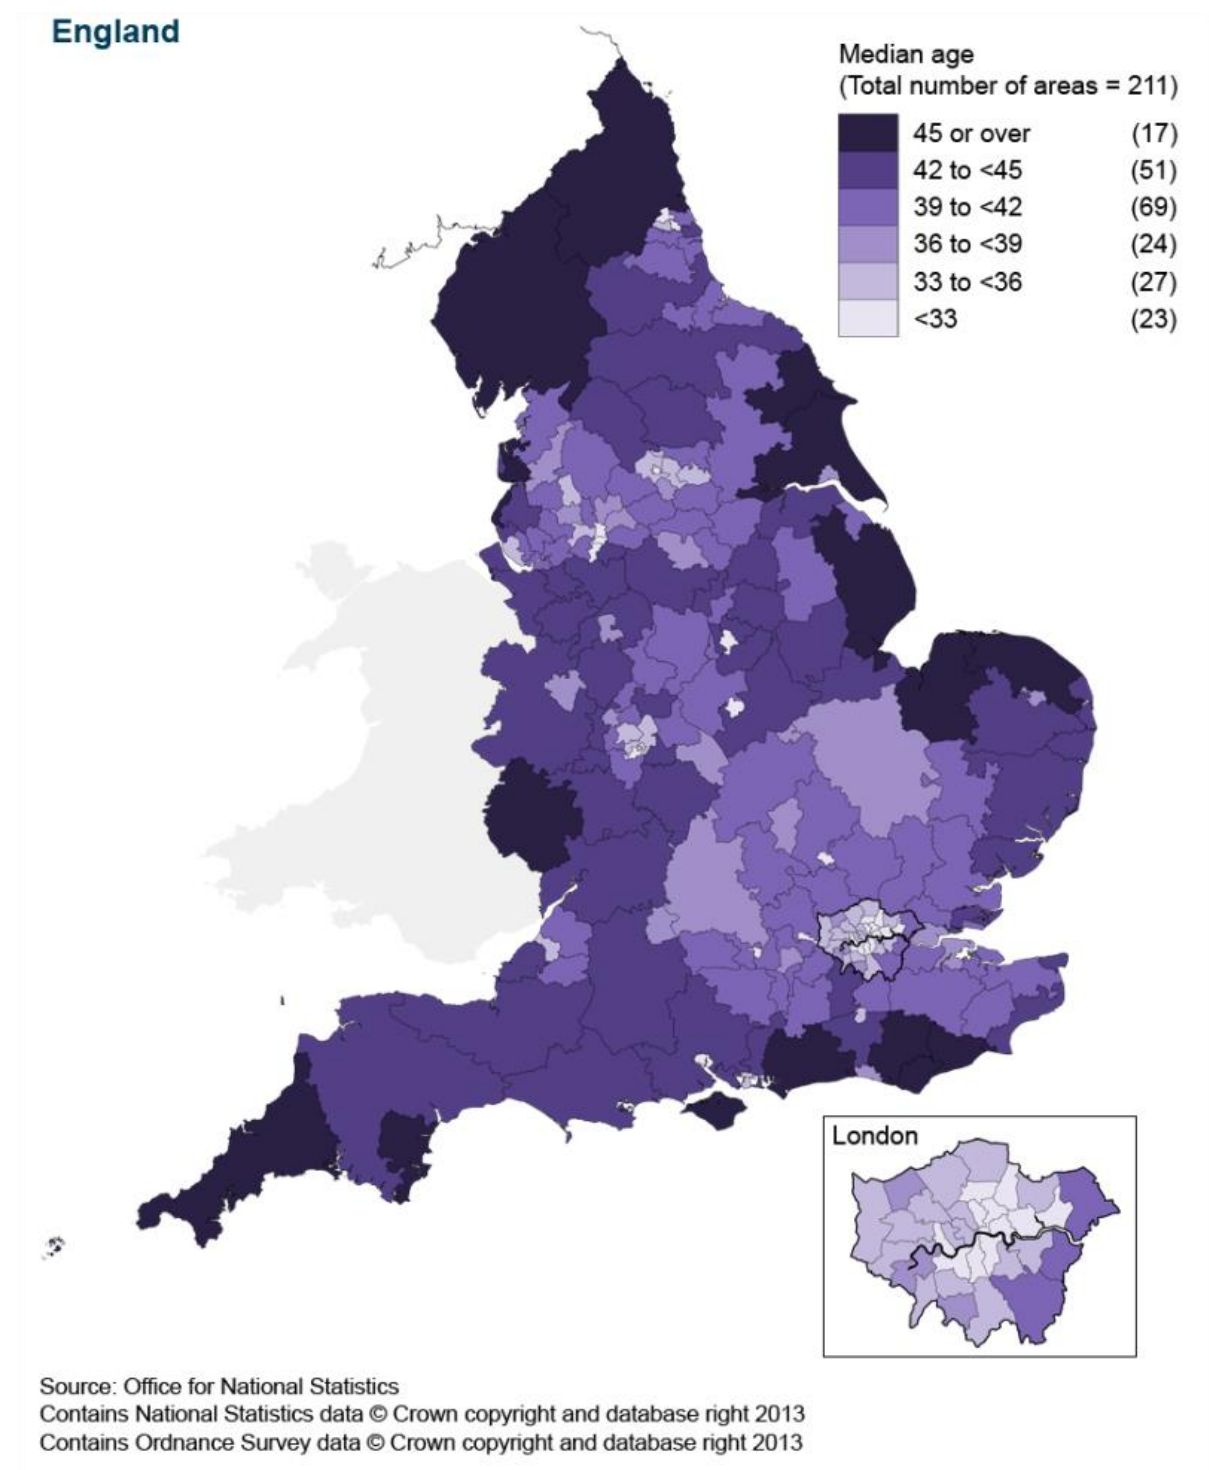 England
Median age
(Total number of areas = 211)
45 or over (17)
42 to <45 (51)
39 to <42 (69)
36 to <39 (24)
33 to <36 (27)
<33 (23)
London
Source: Office for National Statistics
Contains National Statistics data © Crown copyright and database right 2013
Contains Ordnance Survey data © Crown copyright and database right 2013